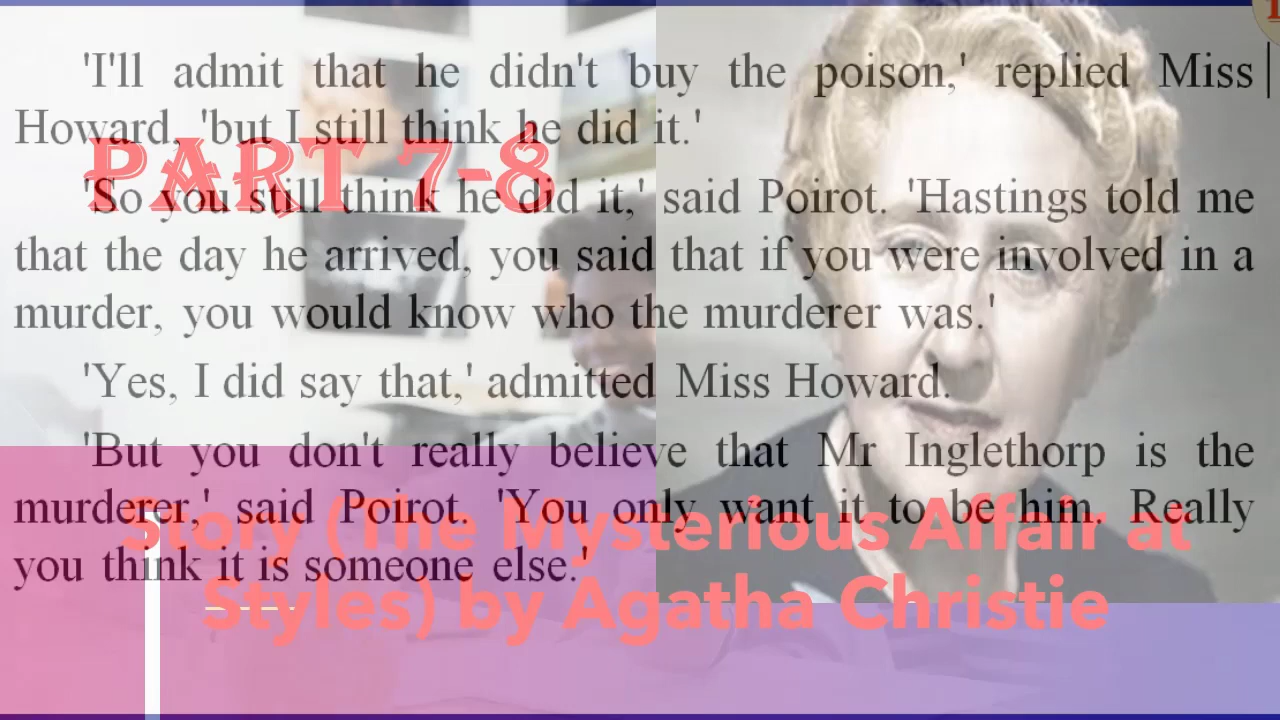 'I'll admit that he didn't buy the poison,' replied Miss
Howard, 'but I still think he did it.'
PART 7-8
'So you still think he did it,' said Poirot. 'Hastings told me
that the day he arrived, you said that if you were involved in a
murder, you would know who the murderer was.'
'Yes, I did say that,' admitted Miss Howard.
'But you don't really believe that Mr Inglethorp is the
murderer,' said Poirot. 'You only want it to be him. Really
you think it is someone else.'
Story (The Mysterious Affair at
Styles) by Agatha Christie